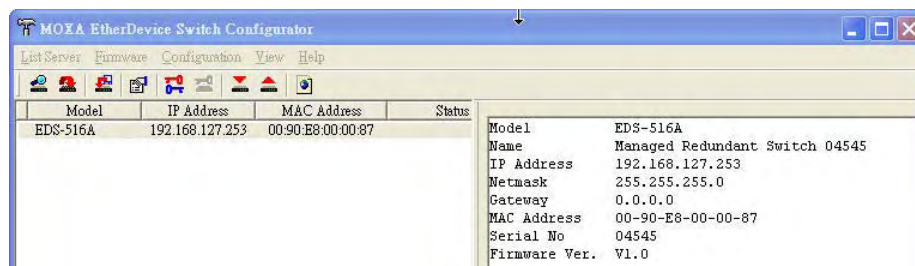 MOXA EtherDevice Switch Configurator
List Server Firmware Configuration View Help
Model IP Address MAC Address Status
EDS-516A 192.168.127.253 00:90:E8:00:00:87
Model EDS-516A
Name Managed Redundant Switch 04545
IP Address 192.168.127.253
Netmask 255.255.255.0
Gateway 0.0.0.0
MAC Address 00-90-E8-00-00-87
Serial No 04545
Firmware Ver. V1.0